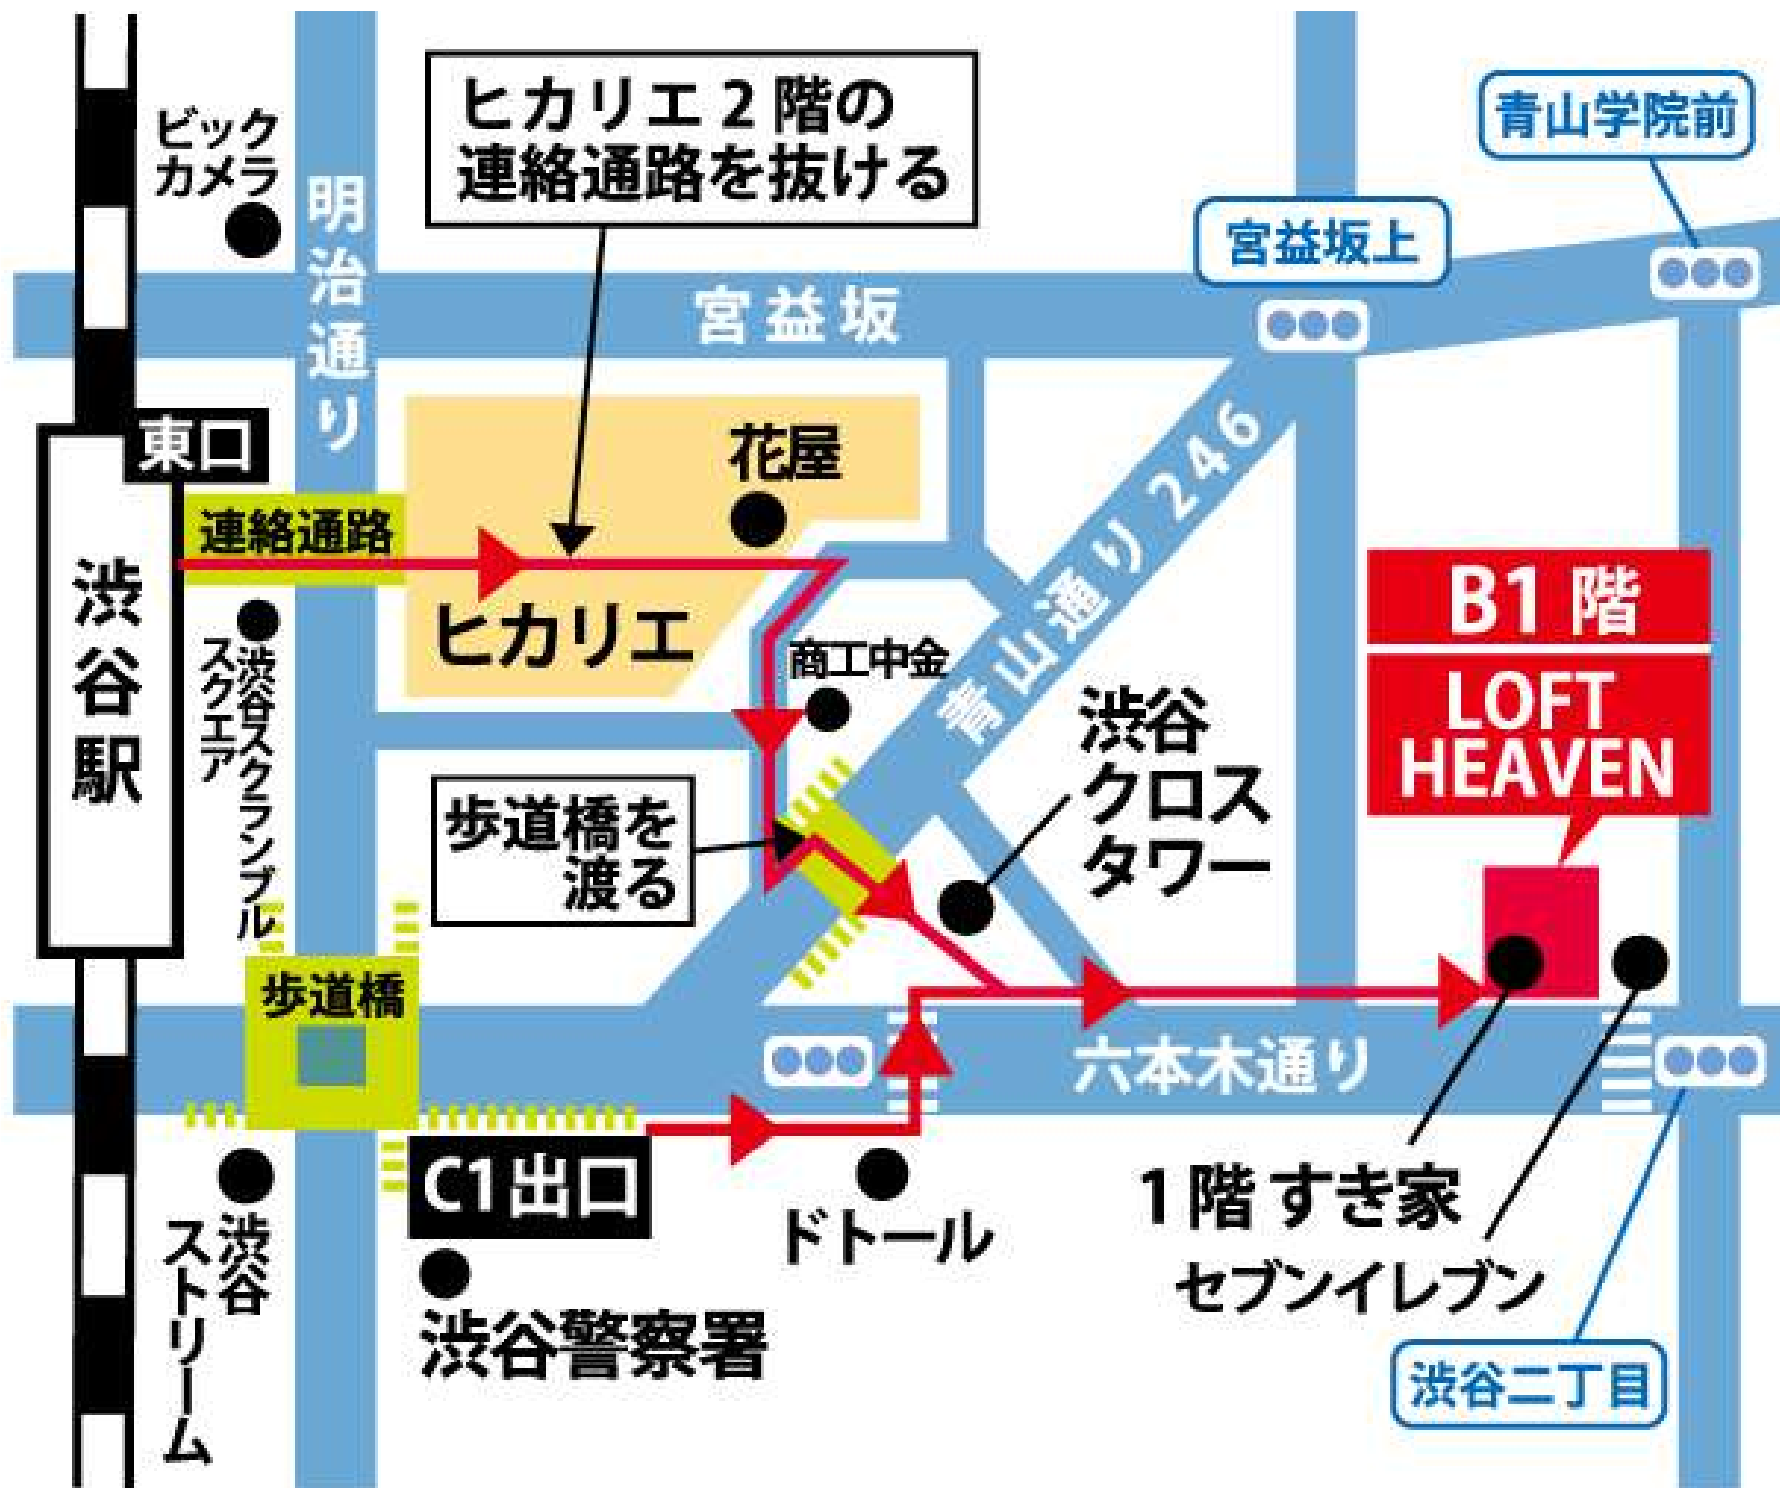 ヒカリエ2階の
連絡通路を抜ける
青山学院前
ビック
カメラ
明治通り
宮益坂上
宮益坂
東口
花屋
青山通り246
連絡通路
渋谷駅
ヒカリエ
B1階
LOFT
HEAVEN
商工中金
渋谷スクランブル
スクエア
渋谷
クロス
タワー
歩道橋を
渡る
歩道橋
六本木通り
C1出口
1階すき家
セブンイレブン
ドトール
渋谷
ストリーム
渋谷警察署
渋谷二丁目